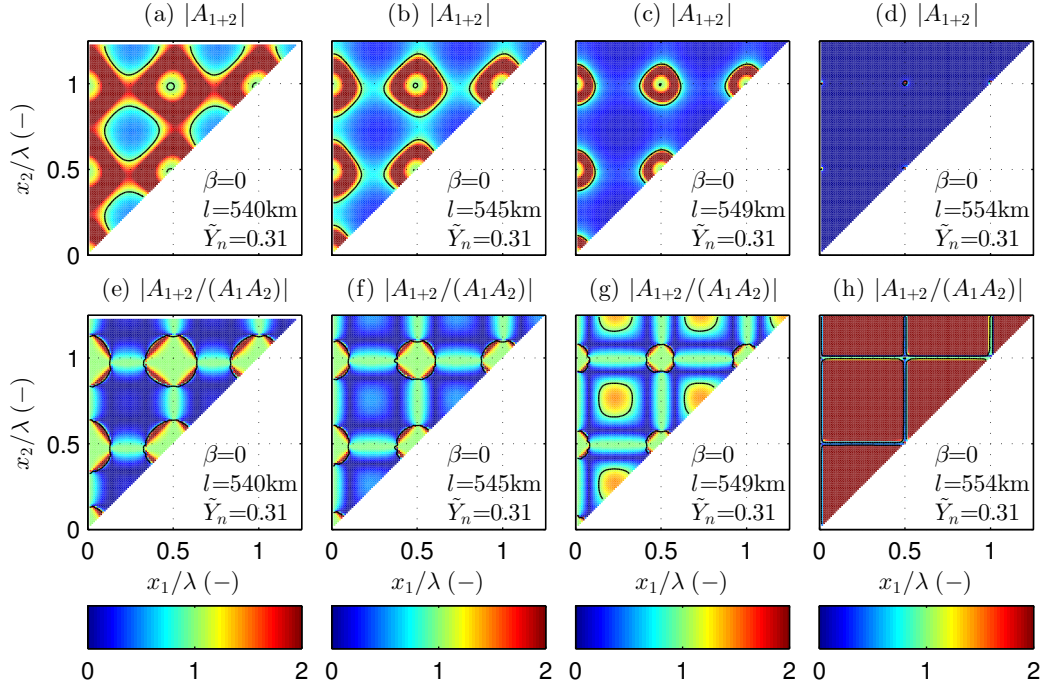 (a) |A₁₊₂|
(b) |A₁₊₂|
(c) |A₁₊₂|
(d) |A₁₊₂|
x₂/λ (−)
1
0.5
0
β=0
l=540km
Ỹₙ=0.31
β=0
l=545km
Ỹₙ=0.31
β=0
l=549km
Ỹₙ=0.31
β=0
l=554km
Ỹₙ=0.31
(e) |A₁₊₂/(A₁A₂)|
(f) |A₁₊₂/(A₁A₂)|
(g) |A₁₊₂/(A₁A₂)|
(h) |A₁₊₂/(A₁A₂)|
x₂/λ (−)
1
0.5
0
β=0
l=540km
Ỹₙ=0.31
β=0
l=545km
Ỹₙ=0.31
β=0
l=549km
Ỹₙ=0.31
β=0
l=554km
Ỹₙ=0.31
0 0.5 1
0 0.5 1
0 0.5 1
0 0.5 1
x₁/λ (−)
x₁/λ (−)
x₁/λ (−)
x₁/λ (−)
0 1 2
0 1 2
0 1 2
0 1 2